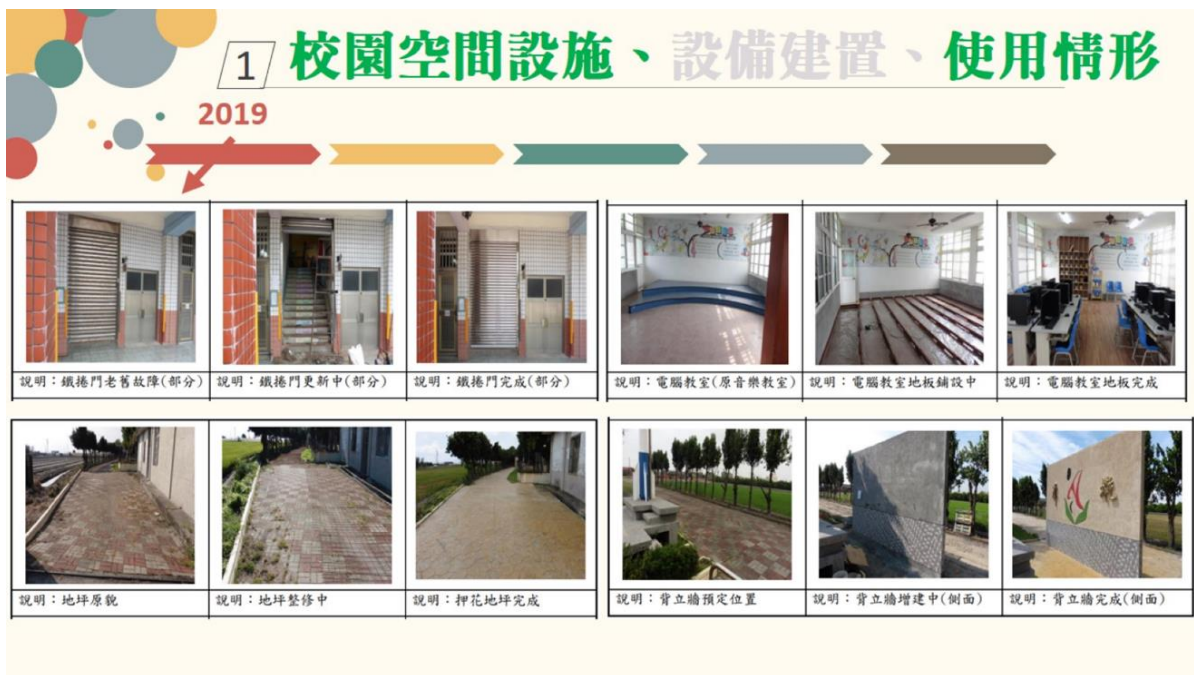 1 校園空間設施、設備建置、使用情形
2019
說明：鐵捲門老舊故障(部分)
說明：鐵捲門更新中(部分)
說明：鐵捲門完成(部分)
說明：電腦教室(原音樂教室)
說明：電腦教室地板鋪設中
說明：電腦教室地板完成
說明：地坪原貌
說明：地坪整修中
說明：押花地坪完成
說明：背立牆預定位置
說明：背立牆增建中(側面)
說明：背立牆完成(側面)